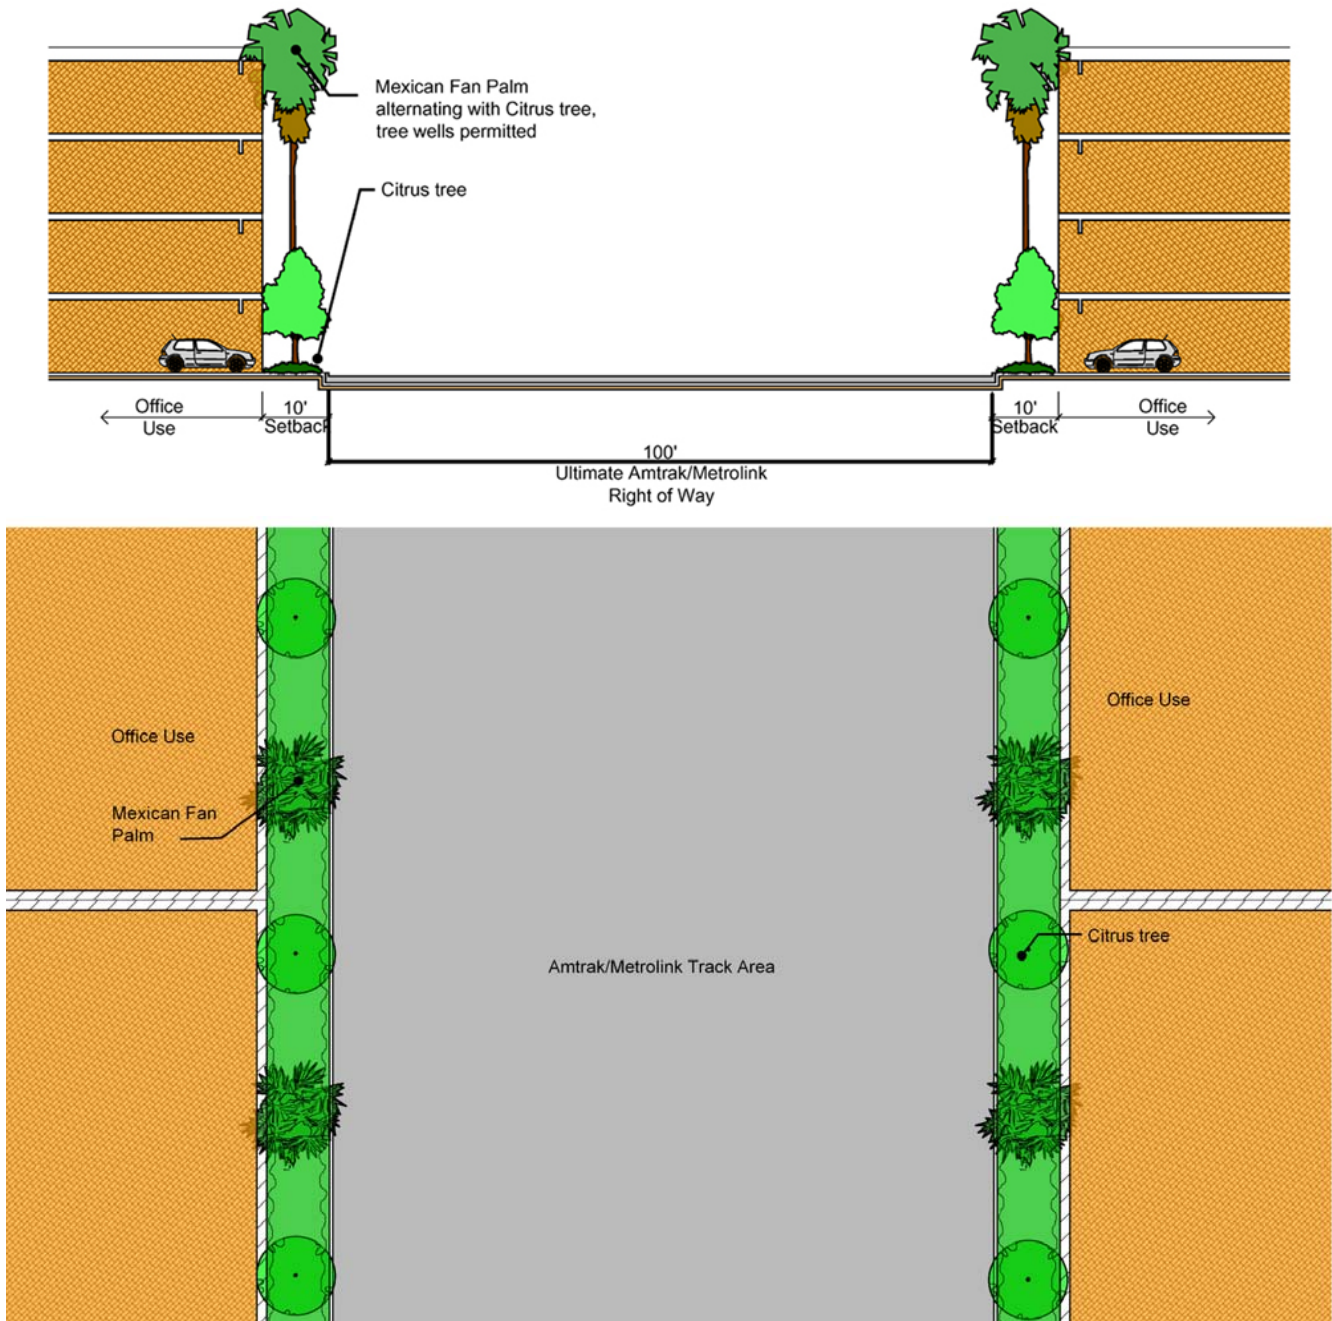 Mexican Fan Palm
alternating with Citrus tree,
tree wells permitted
Citrus tree
Office
Use
10'
Setback
10'
Setback
Office
Use
100'
Ultimate Amtrak/Metrolink
Right of Way
Office Use
Office Use
Mexican Fan
Palm
Citrus tree
Amtrak/Metrolink Track Area